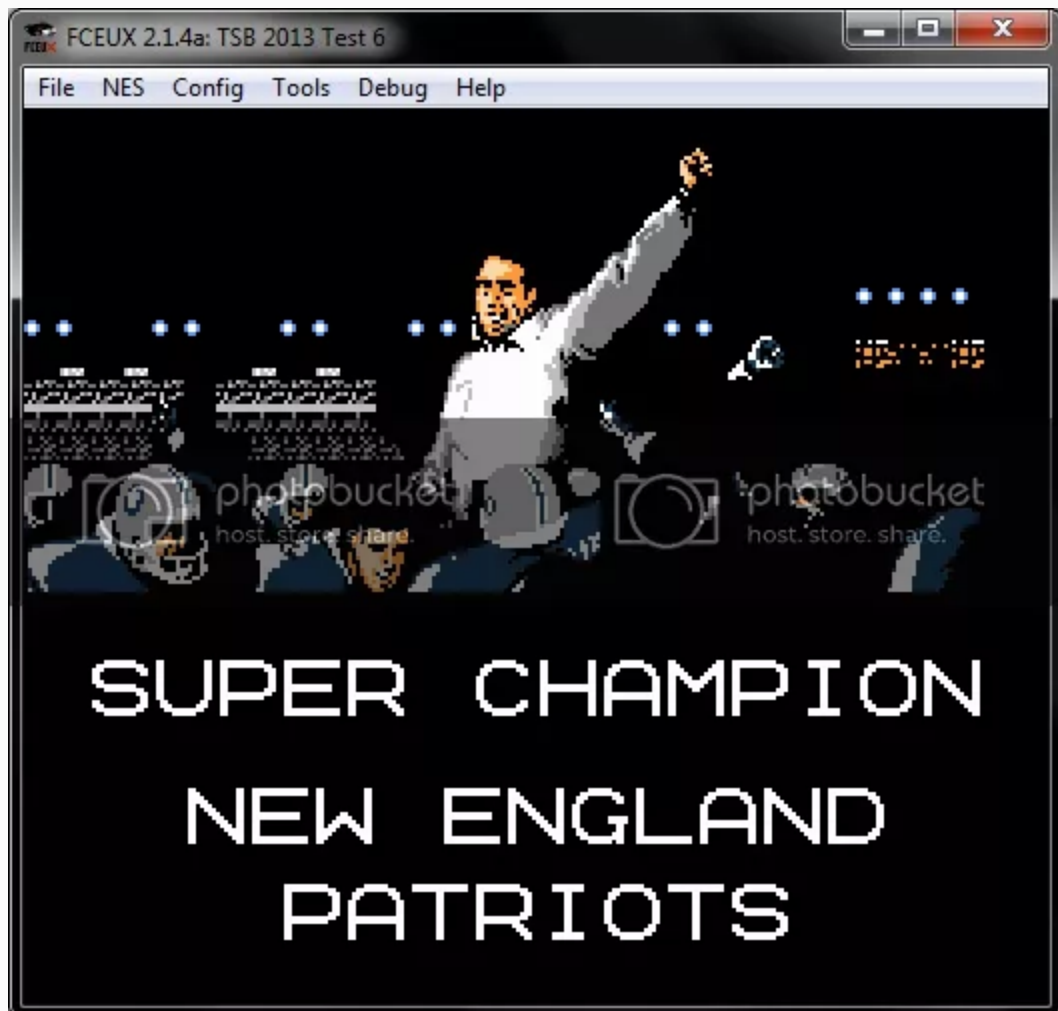 FCEUX 2.1.4a: TSB 2013 Test 6
File NES Config Tools Debug Help
photobucket photobucket
host. store. share. host. store. share.
SUPER CHAMPION
NEW ENGLAND
PATRIOTS